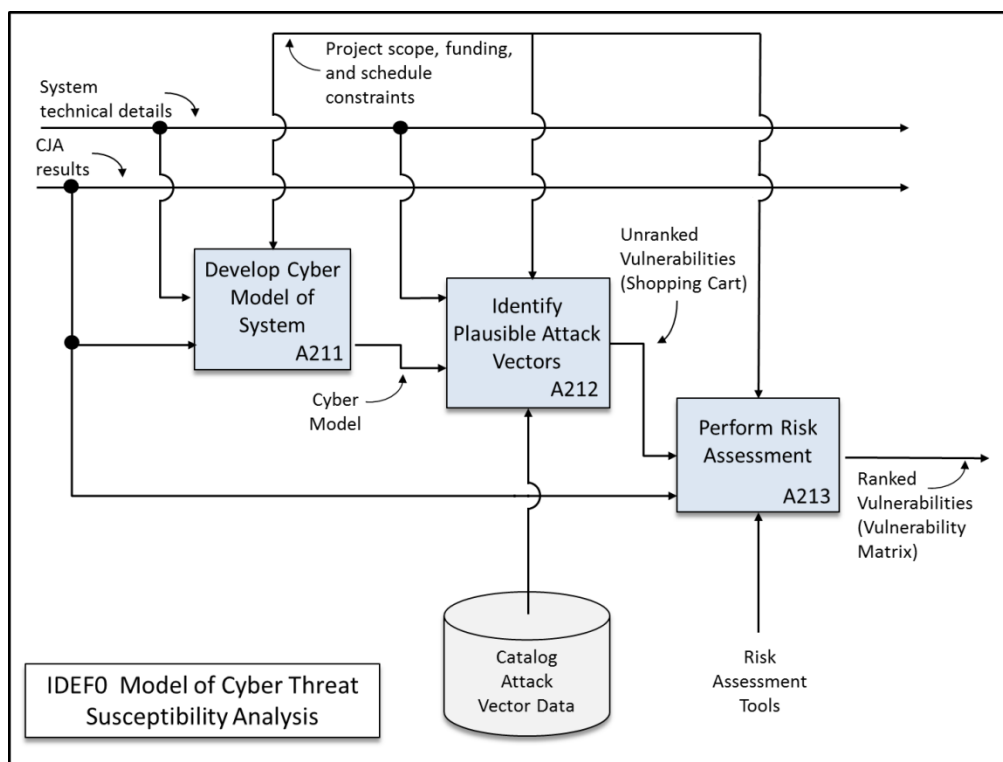 Project scope, funding,
and schedule
constraints
System
technical details
CJA
results
Unranked
Vulnerabilities
(Shopping Cart)
Develop Cyber
Model of
System
A211
Identify
Plausible Attack
Vectors
A212
Cyber
Model
Perform Risk
Assessment
A213
Ranked
Vulnerabilities
(Vulnerability
Matrix)
Catalog
Attack
Vector Data
Risk
Assessment
Tools
IDEF0 Model of Cyber Threat
Susceptibility Analysis